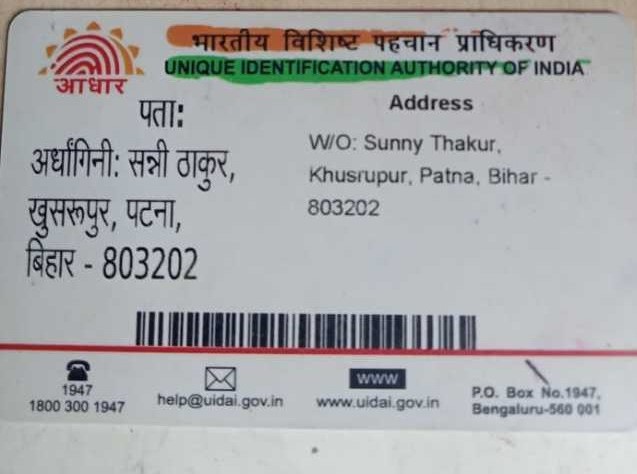 भारतीय विशिष्ट पहचान प्राधिकरण
UNIQUE IDENTIFICATION AUTHORITY OF INDIA
आधार
पता:
अर्धांगिनी: सन्नी ठाकुर,
खुसरूपुर, पटना,
बिहार - 803202
Address
W/O: Sunny Thakur,
Khusrupur, Patna, Bihar -
803202
1947
1800 300 1947
help@uidai.gov.in
WWW
www.uidai.gov.in
P.O. Box No.1947,
Bengaluru-560 001